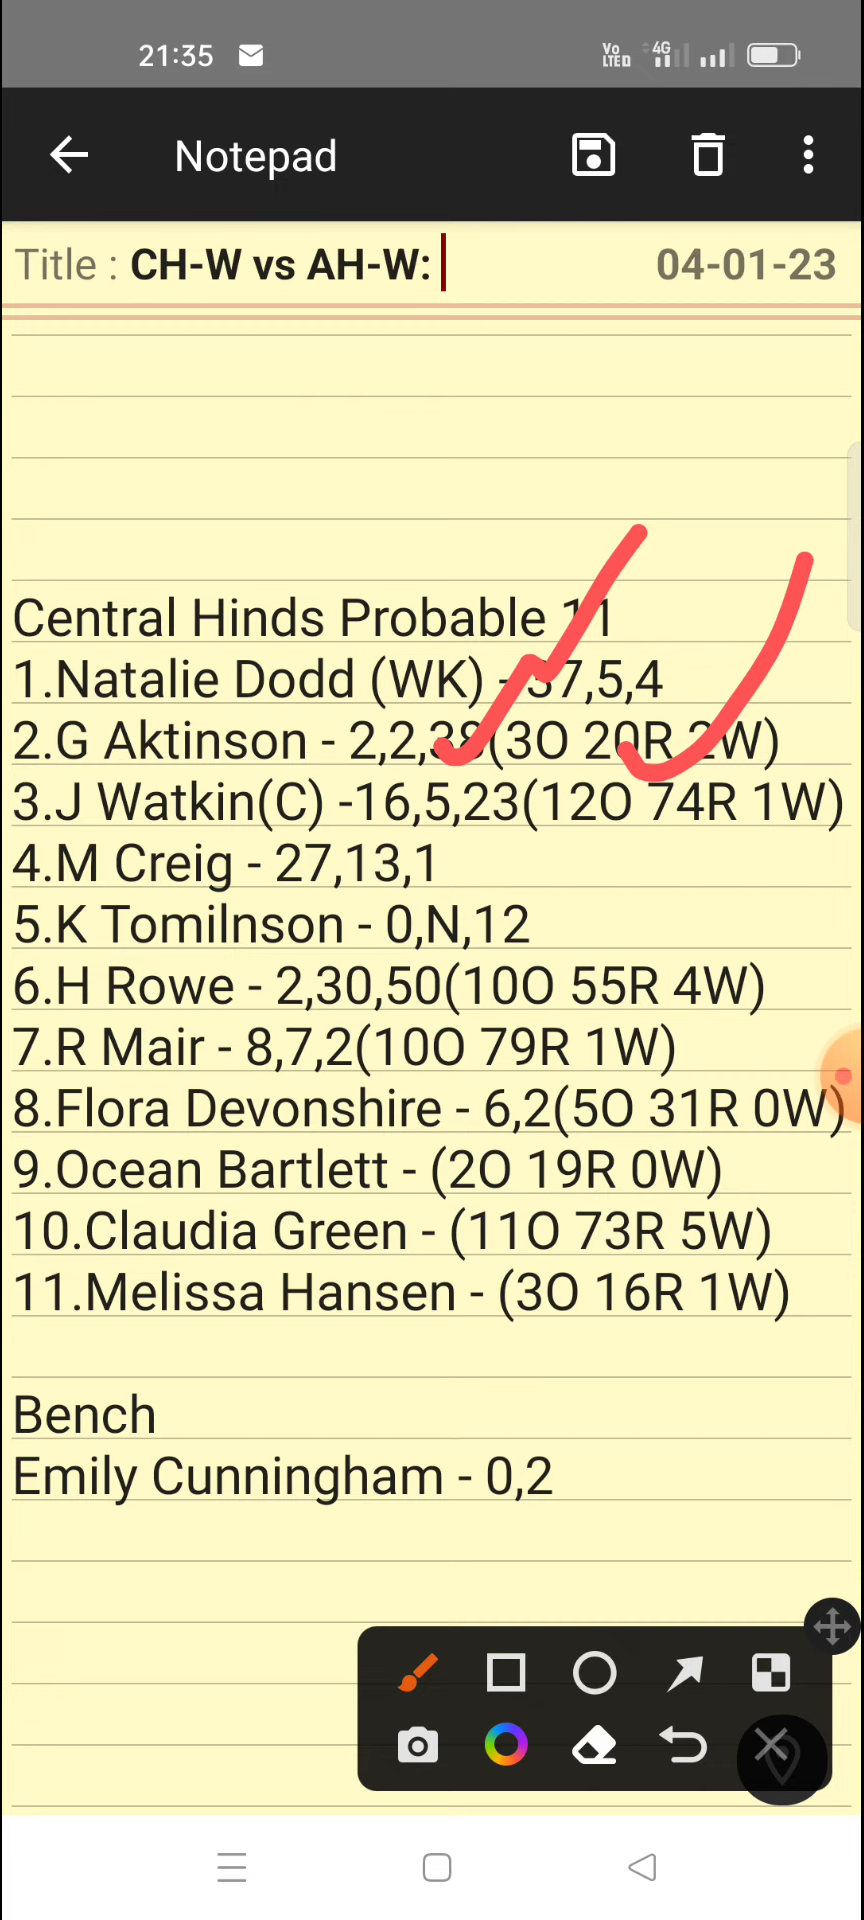 21:35
Vo LTE D 4G
Notepad
Title : CH-W vs AH-W: 04-01-23
Central Hinds Probable 11
1.Natalie Dodd (WK) - 37,5,4
2.G Aktinson - 2,2,38(3O 20R 2W)
3.J Watkin(C) -16,5,23(12O 74R 1W)
4.M Creig - 27,13,1
5.K Tomilnson - 0,N,12
6.H Rowe - 2,30,50(10O 55R 4W)
7.R Mair - 8,7,2(10O 79R 1W)
8.Flora Devonshire - 6,2(5O 31R 0W)
9.Ocean Bartlett - (2O 19R 0W)
10.Claudia Green - (11O 73R 5W)
11.Melissa Hansen - (3O 16R 1W)
Bench
Emily Cunningham - 0,2